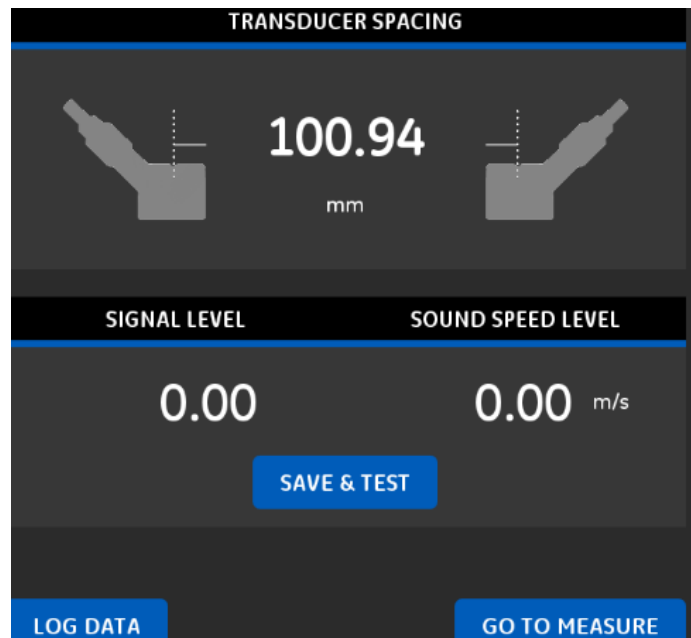 TRANSDUCER SPACING
100.94
mm
SIGNAL LEVEL SOUND SPEED LEVEL
0.00 0.00 m/s
SAVE & TEST
LOG DATA GO TO MEASURE